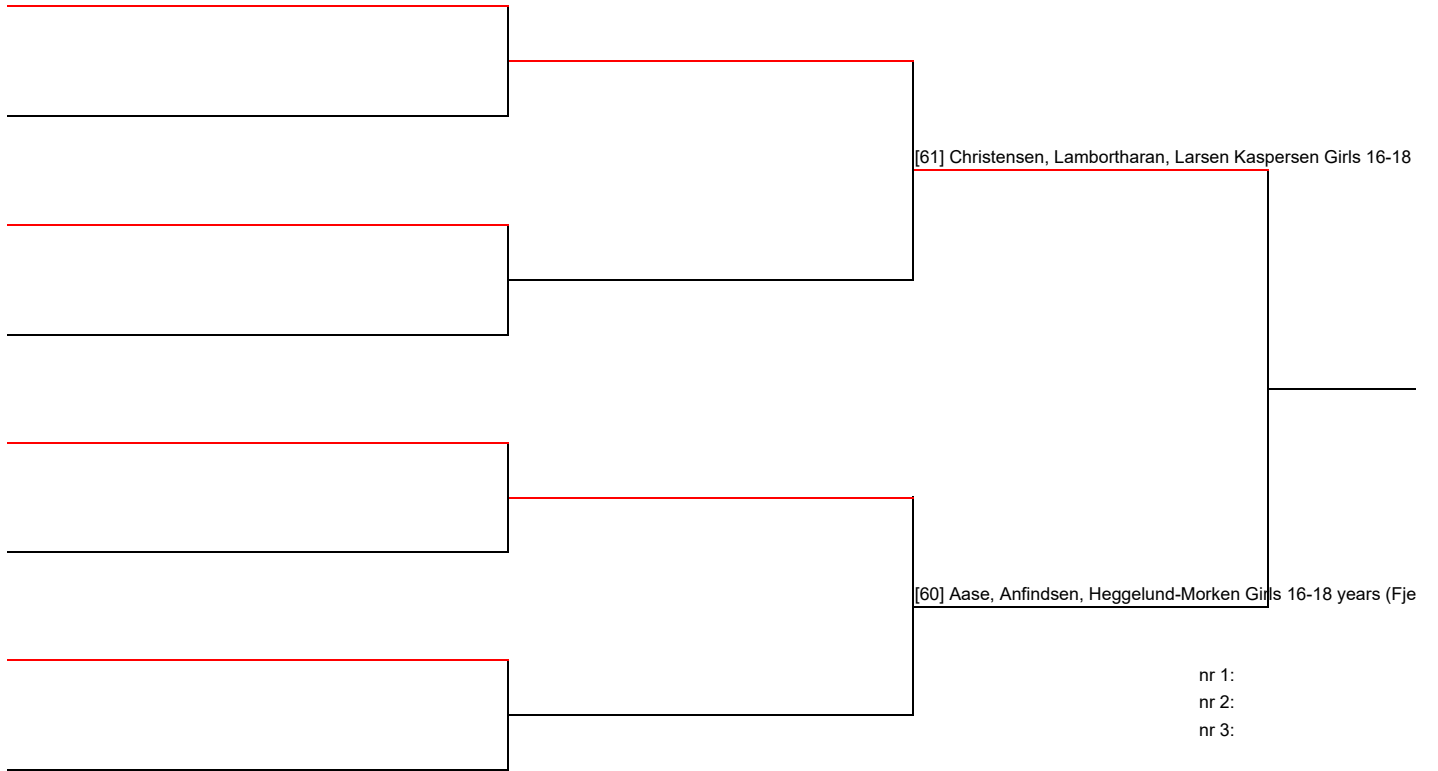 [61] Christensen, Lambortharan, Larsen Kaspersen Girls 16-18
[60] Aase, Anfindsen, Heggelund-Morken Girls 16-18 years (Fje
nr 1:
nr 2:
nr 3: